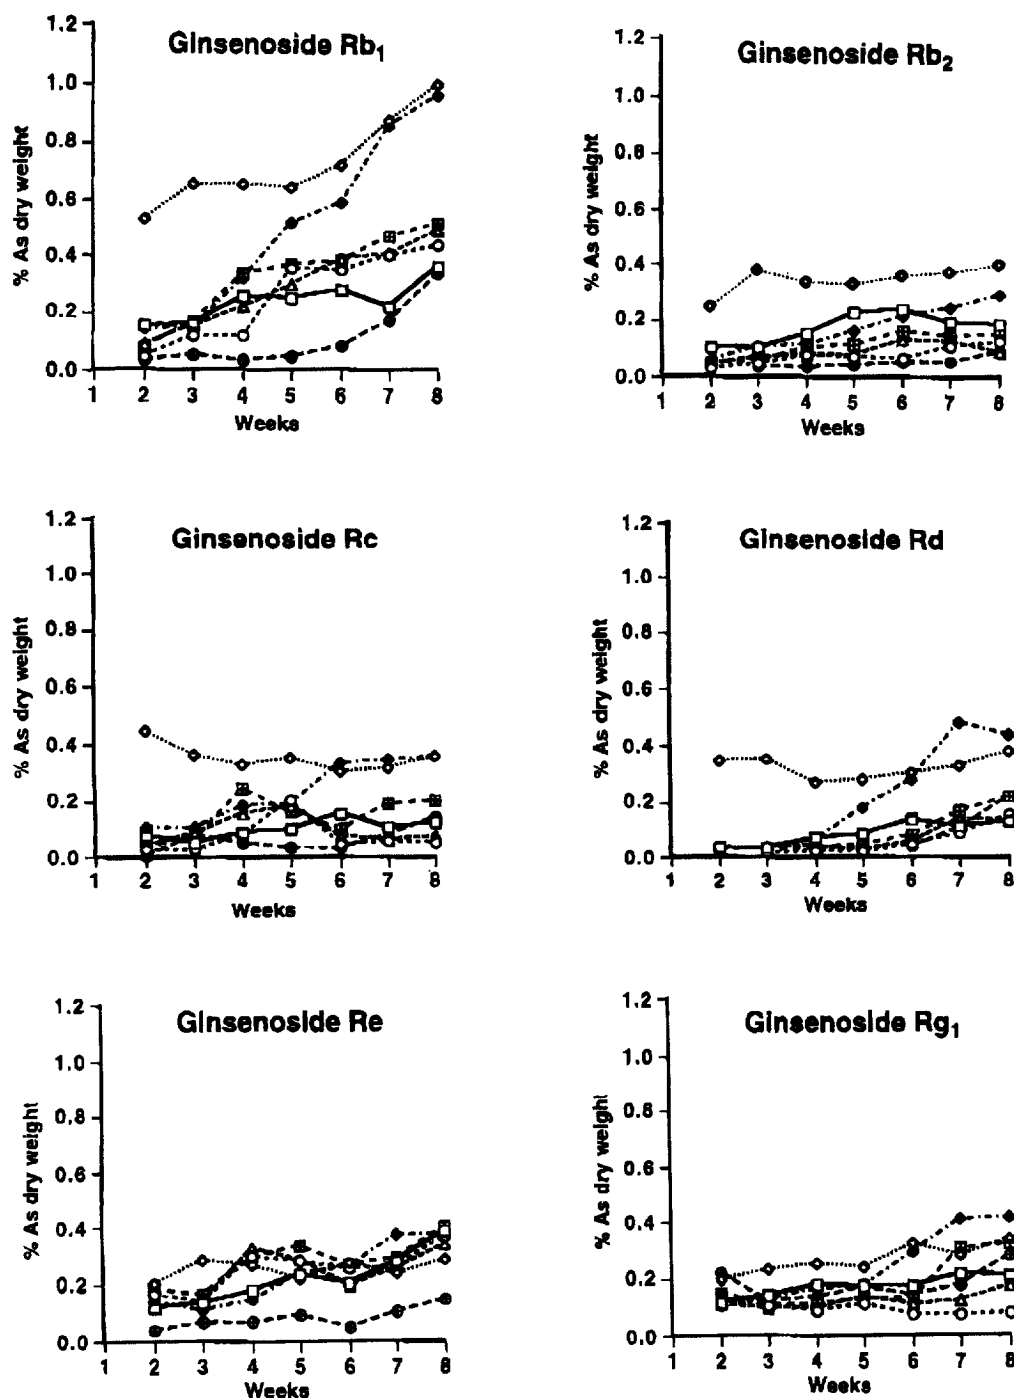 Ginsenoside Rb1
% As dry weight
1.2
1.0
0.8
0.6
0.4
0.2
0.0
1 2 3 4 5 6 7 8
Weeks
Ginsenoside Rb2
% As dry weight
1.2
1.0
0.8
0.6
0.4
0.2
0.0
1 2 3 4 5 6 7 8
Weeks
Ginsenoside Rc
% As dry weight
1.2
1.0
0.8
0.6
0.4
0.2
0.0
1 2 3 4 5 6 7 8
Weeks
Ginsenoside Rd
% As dry weight
1.2
1.0
0.8
0.6
0.4
0.2
0.0
1 2 3 4 5 6 7 8
Weeks
Ginsenoside Re
% As dry weight
1.2
1.0
0.8
0.6
0.4
0.2
0.0
1 2 3 4 5 6 7 8
Weeks
Ginsenoside Rg1
% As dry weight
1.2
1.0
0.8
0.6
0.4
0.2
0.0
1 2 3 4 5 6 7 8
Weeks